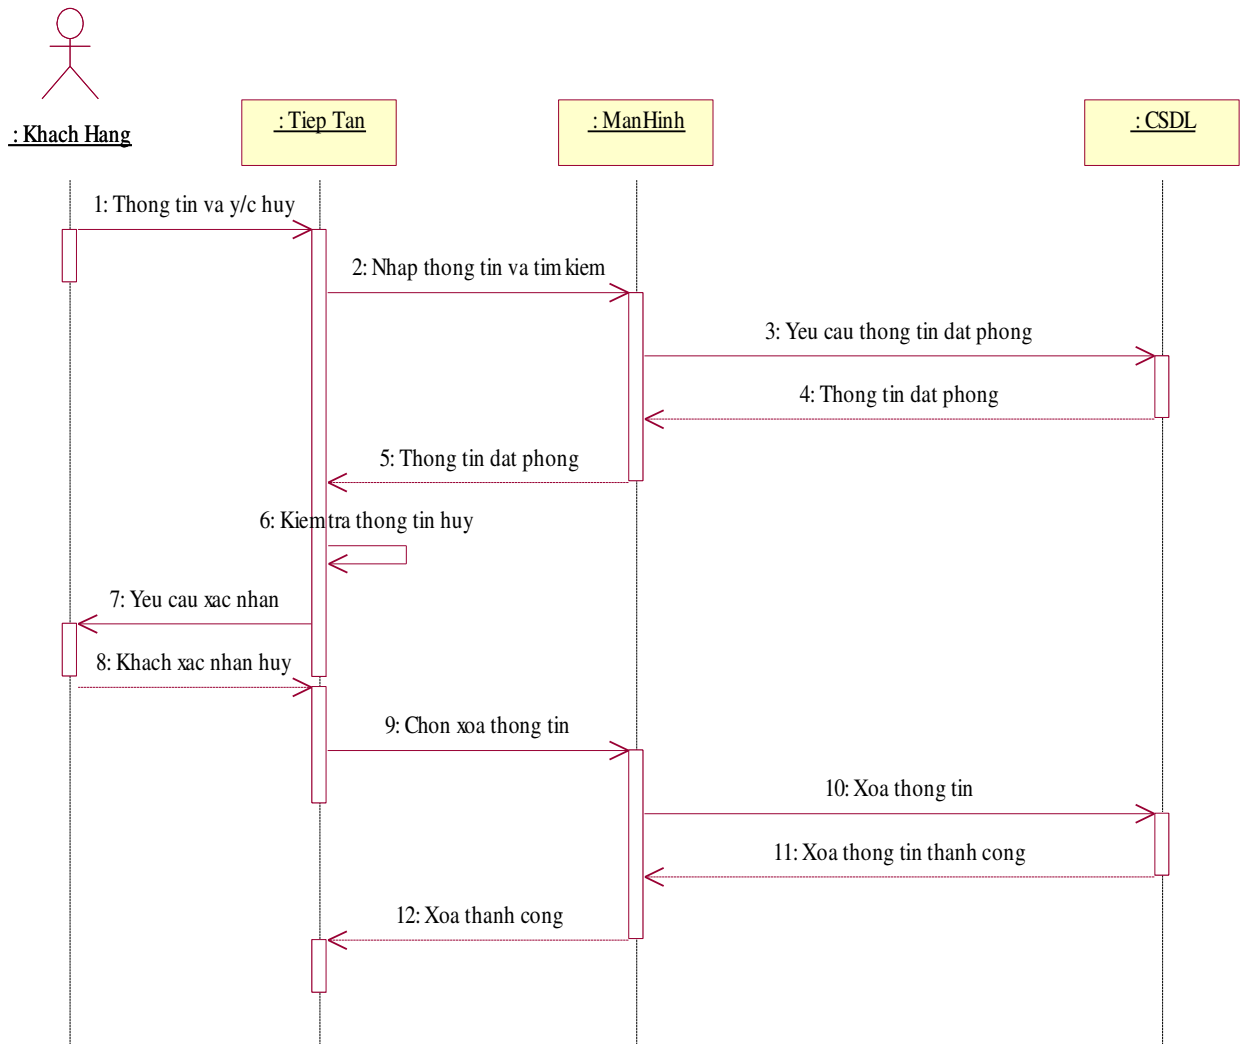 : Khach Hang
: Tiep Tan
: ManHinh
: CSDL
1: Thong tin va y/c huy
2: Nhap thong tin va tim kiem
3: Yeu cau thong tin dat phong
4: Thong tin dat phong
5: Thong tin dat phong
6: Kiem tra thong tin huy
7: Yeu cau xac nhan
8: Khach xac nhan huy
9: Chon xoa thong tin
10: Xoa thong tin
11: Xoa thong tin thanh cong
12: Xoa thanh cong